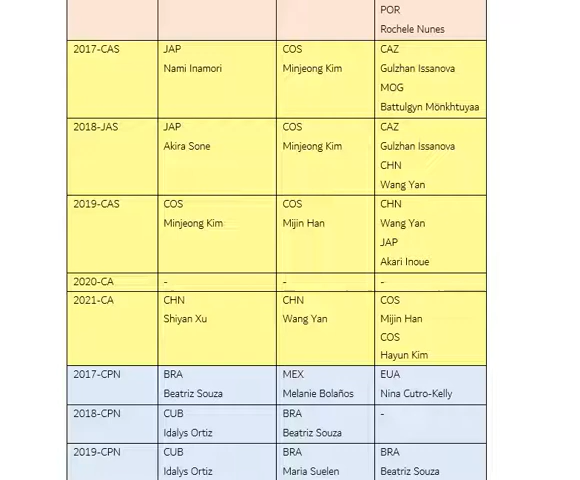 POR
Rochele Nunes
2017-CAS JAP COS CAZ
Nami Inamori Minjeong Kim Gulzhan Issanova
MOG
Battulgyn Mönkhtuyaa
2018-JAS JAP COS CAZ
Akira Sone Minjeong Kim Gulzhan Issanova
CHN
Wang Yan
2019-CAS COS COS CHN
Minjeong Kim Mijin Han Wang Yan
JAP
Akari Inoue
2020-CA - - -
2021-CA CHN CHN COS
Shiyan Xu Wang Yan Mijin Han
COS
Hayun Kim
2017-CPN BRA MEX EUA
Beatriz Souza Melanie Bolaños Nina Cutro-Kelly
2018-CPN CUB BRA -
Idalys Ortiz Beatriz Souza
2019-CPN CUB BRA BRA
Idalys Ortiz Maria Suelen Beatriz Souza